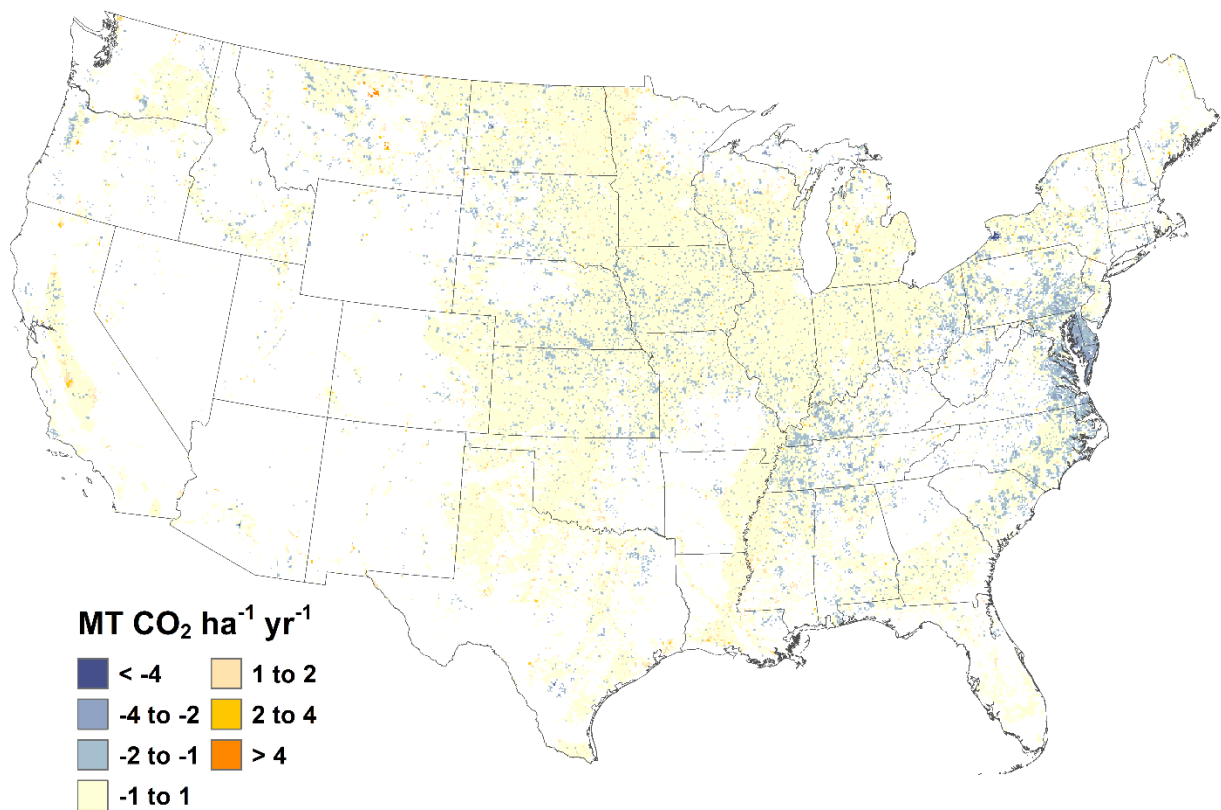 MT CO₂ ha⁻¹ yr⁻¹
< -4
-4 to -2
-2 to -1
-1 to 1
1 to 2
2 to 4
> 4